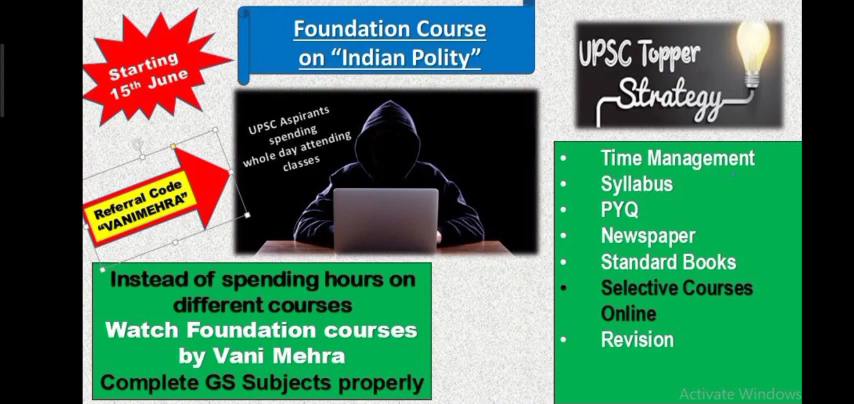 Foundation Course
on “Indian Polity”
Starting
15th June
UPSC Aspirants
spending
whole day attending
classes
Referral Code
“VANIMEHRA”
Instead of spending hours on
different courses
Watch Foundation courses
by Vani Mehra
Complete GS Subjects properly
UPSC Topper
Strategy
• Time Management
• Syllabus
• PYQ
• Newspaper
• Standard Books
• Selective Courses
Online
• Revision
Activate Windows